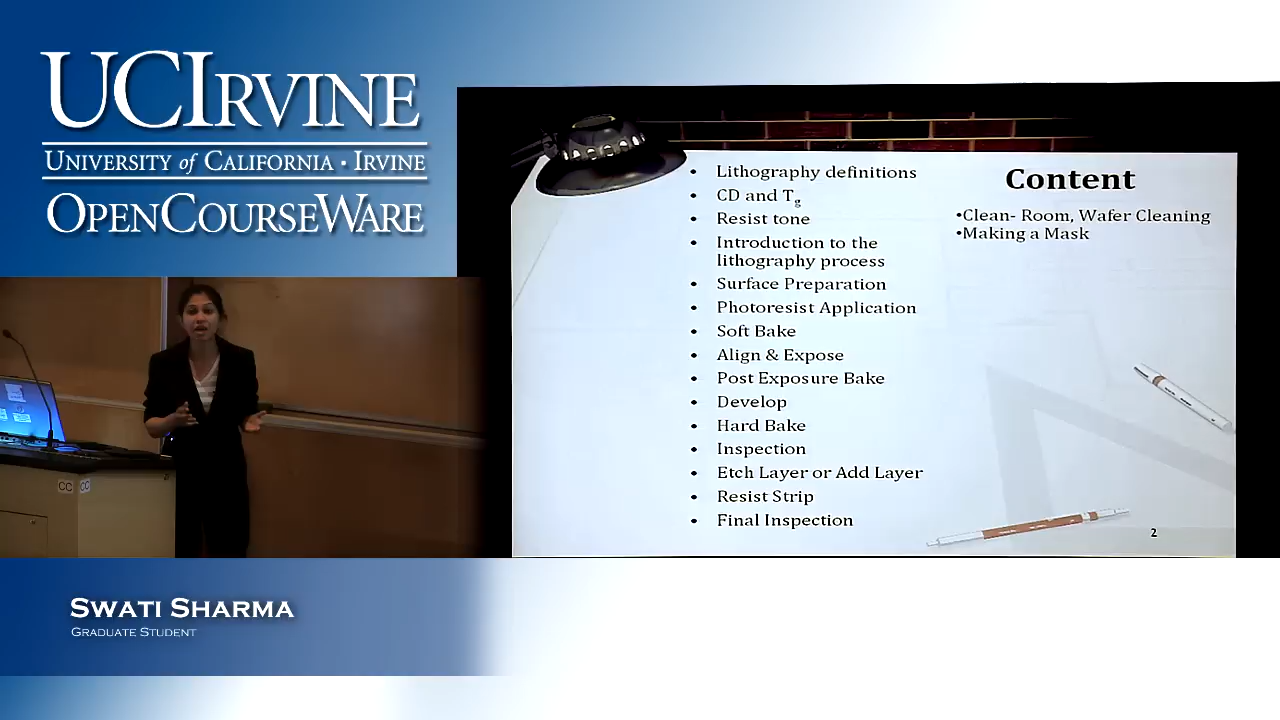 UCIRVINE
UNIVERSITY of CALIFORNIA · IRVINE
OPENCOURSEWARE
• Lithography definitions
• CD and Tg
• Resist tone
• Introduction to the
lithography process
• Surface Preparation
• Photoresist Application
• Soft Bake
• Align & Expose
• Post Exposure Bake
• Develop
• Hard Bake
• Inspection
• Etch Layer or Add Layer
• Resist Strip
• Final Inspection
Content
•Clean- Room, Wafer Cleaning
•Making a Mask
2
CC CC
SWATI SHARMA
GRADUATE STUDENT